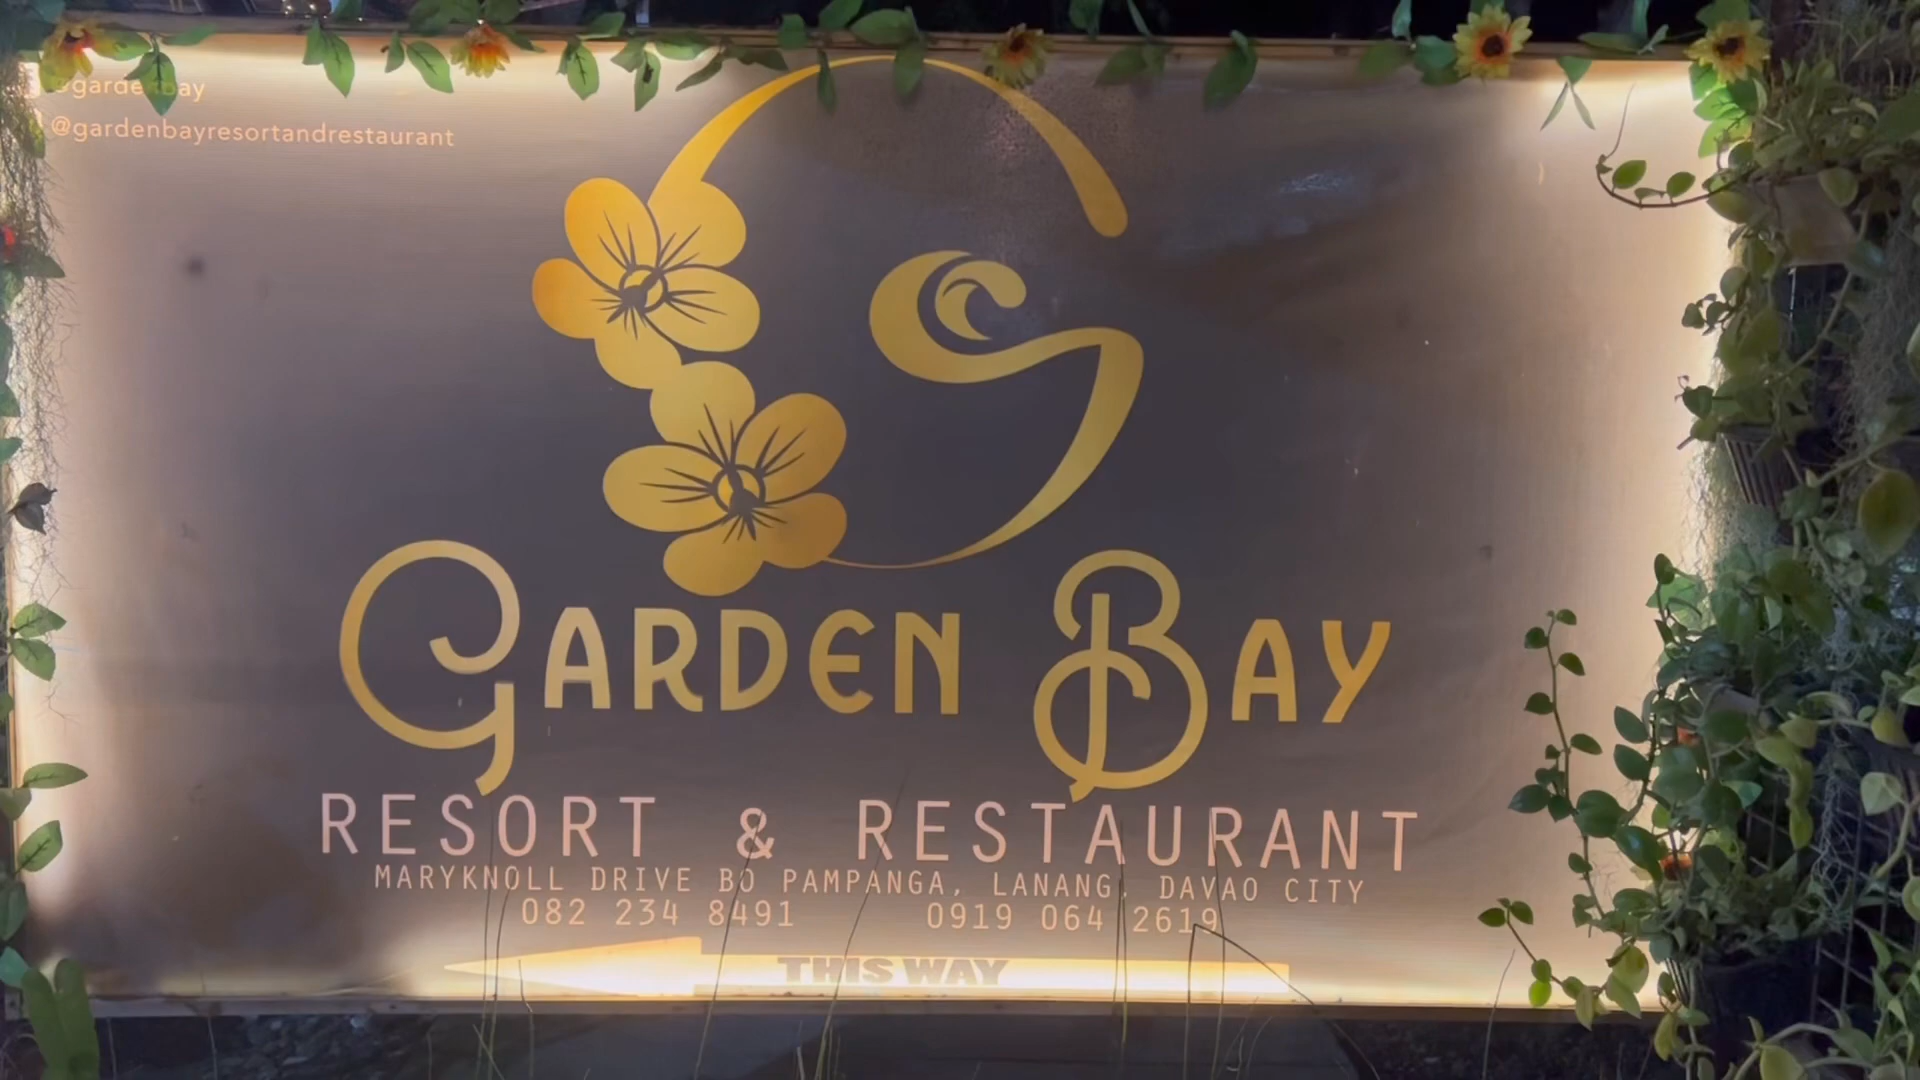 @gardenbay
@gardenbayresortandrestaurant
GARDEN BAY
RESORT & RESTAURANT
MARYKNOLL DRIVE BO PAMPANGA, LANANG, DAVAO CITY
082 234 8491 0919 064 2619
THIS WAY